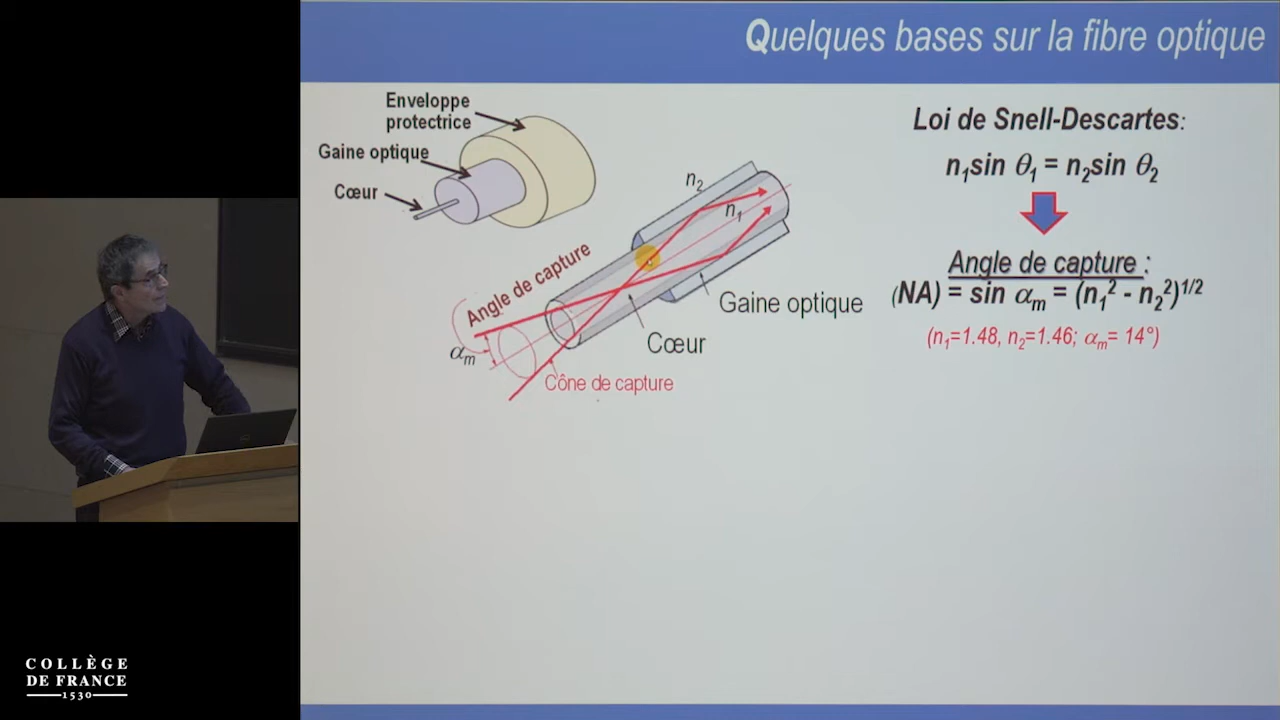 Quelques bases sur la fibre optique
Enveloppe
protectrice
Gaine optique
Cœur
n2
n1
Angle de capture
αm
Gaine optique
Cœur
Cône de capture
Loi de Snell-Descartes:
n1sin θ1 = n2sin θ2
Angle de capture :
(NA) = sin αm = (n1² - n2²)1/2
(n1=1.48, n2=1.46; αm= 14°)
COLLÈGE
DE FRANCE
1530